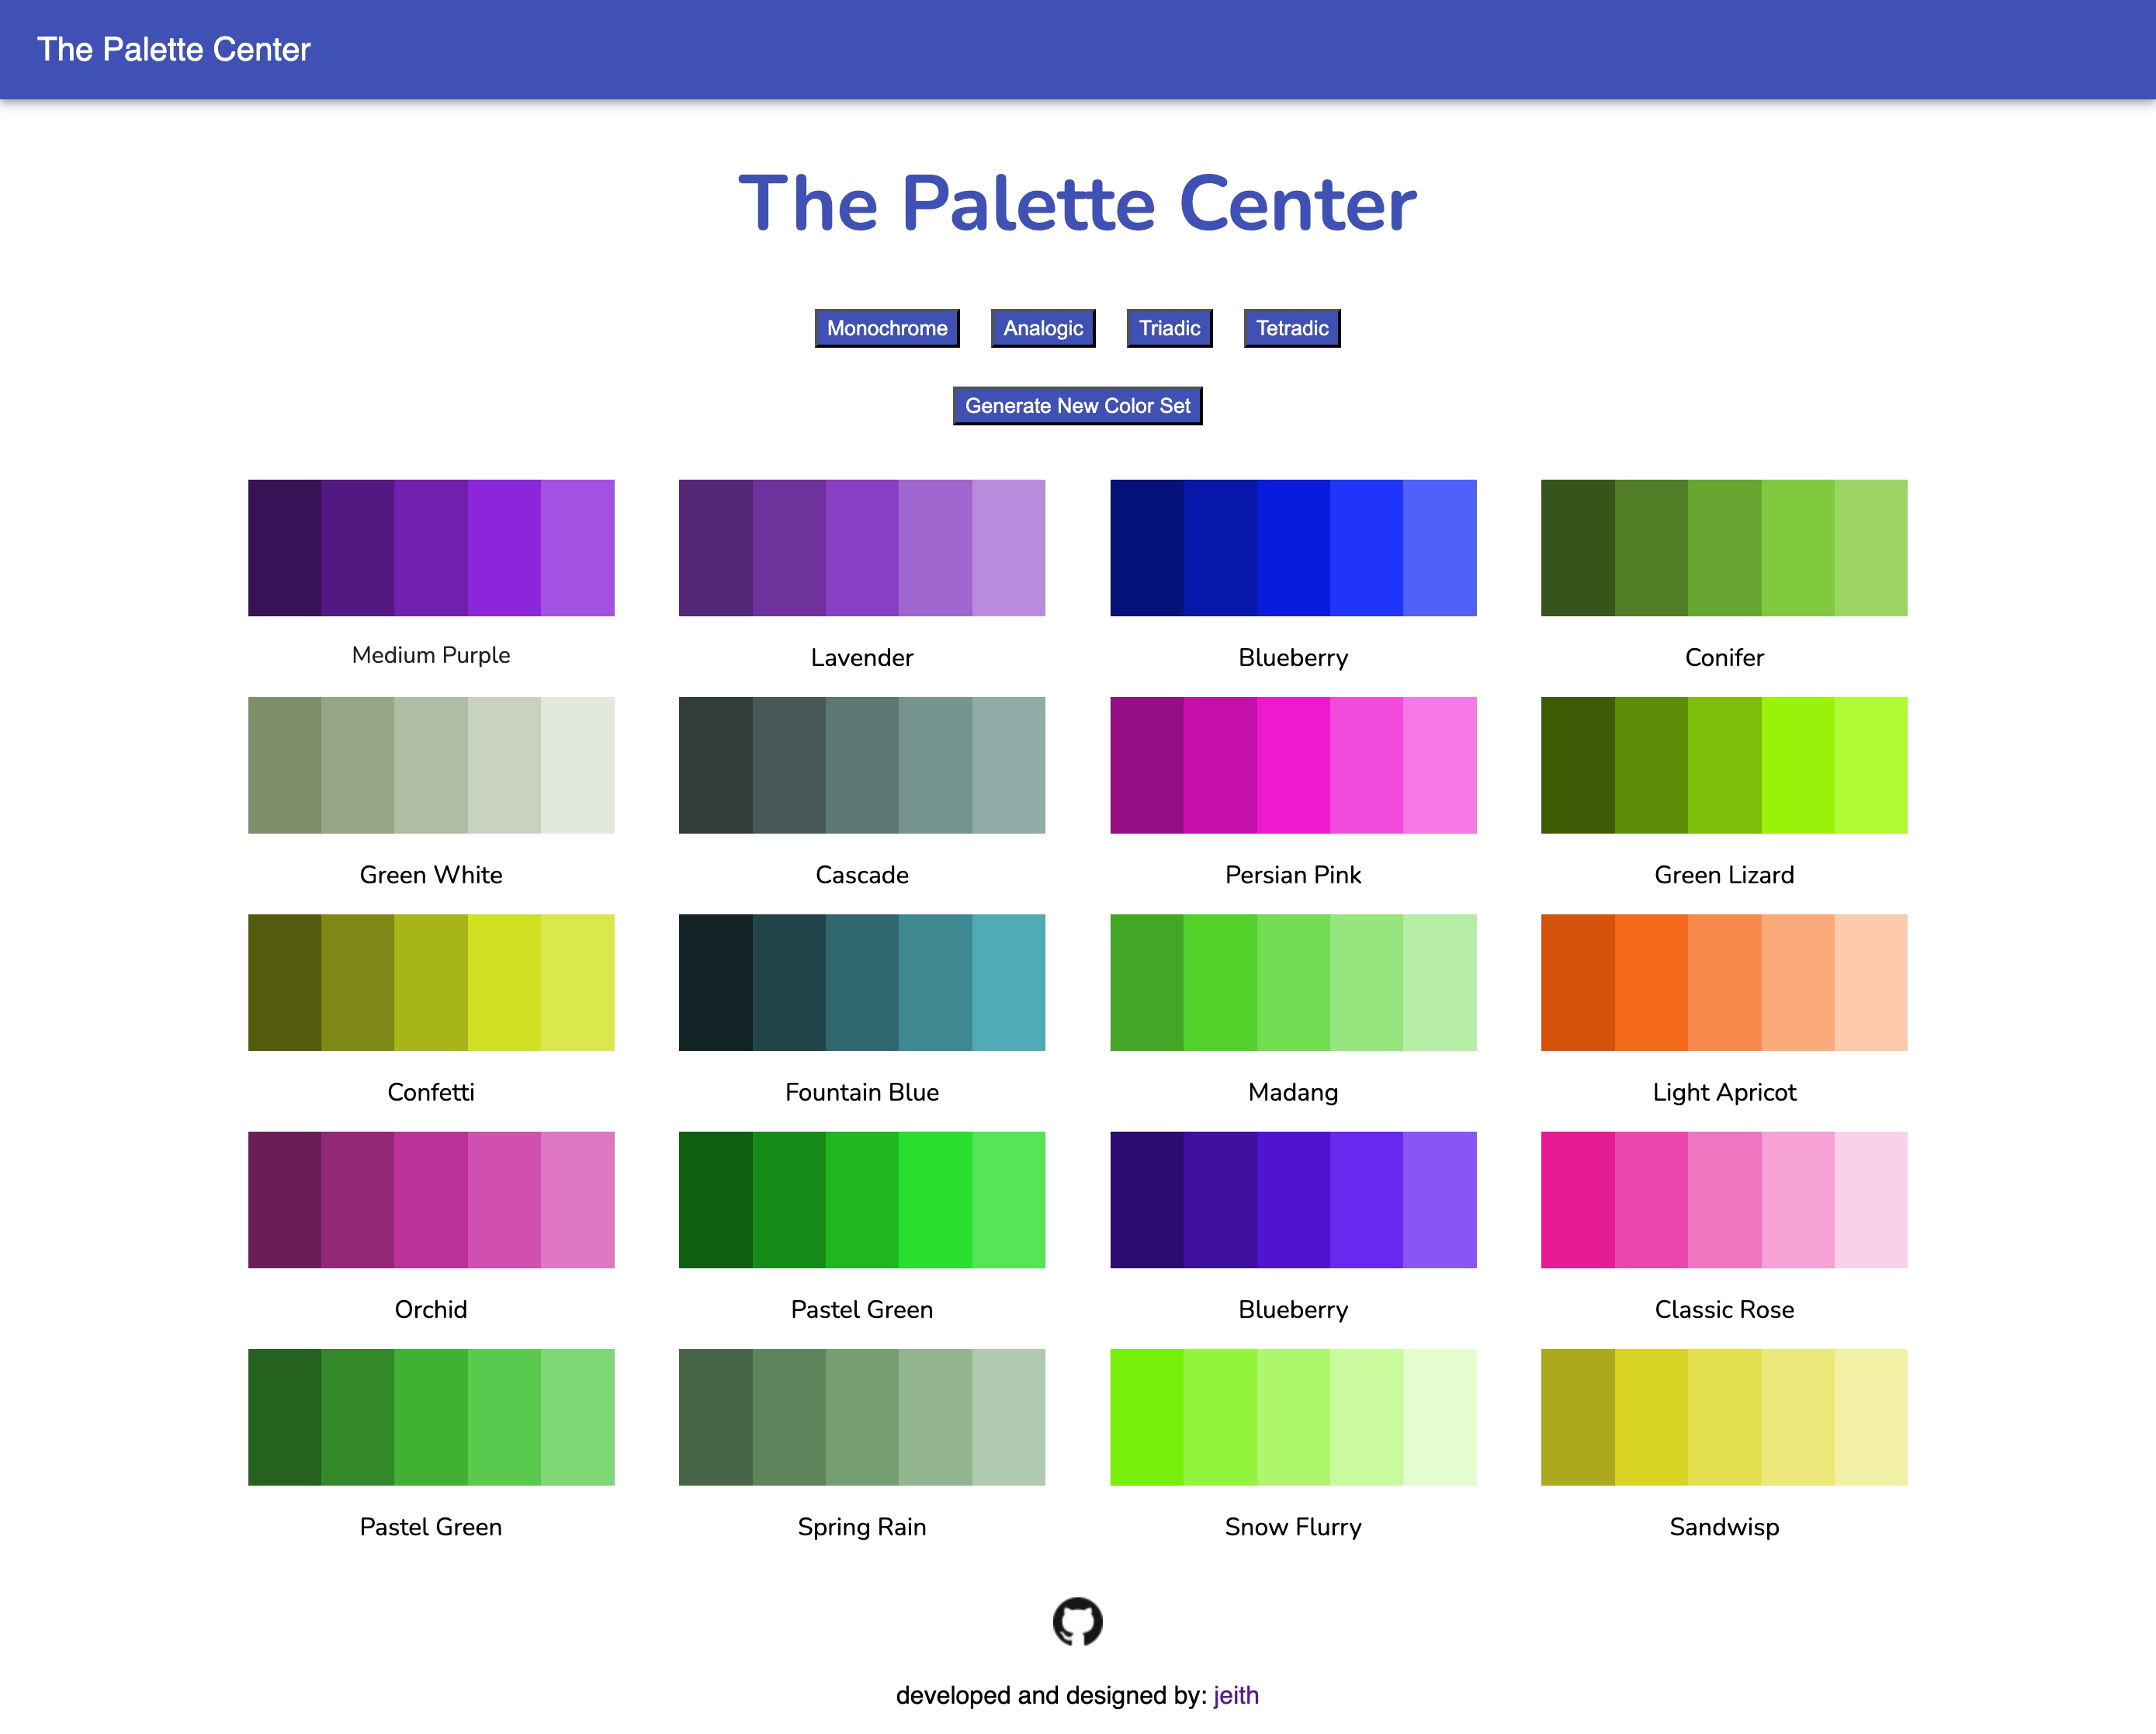 The Palette Center
The Palette Center
Monochrome Analogic Triadic Tetradic
Generate New Color Set
Medium Purple Lavender Blueberry Conifer
Green White Cascade Persian Pink Green Lizard
Confetti Fountain Blue Madang Light Apricot
Orchid Pastel Green Blueberry Classic Rose
Pastel Green Spring Rain Snow Flurry Sandwisp
developed and designed by: jeith